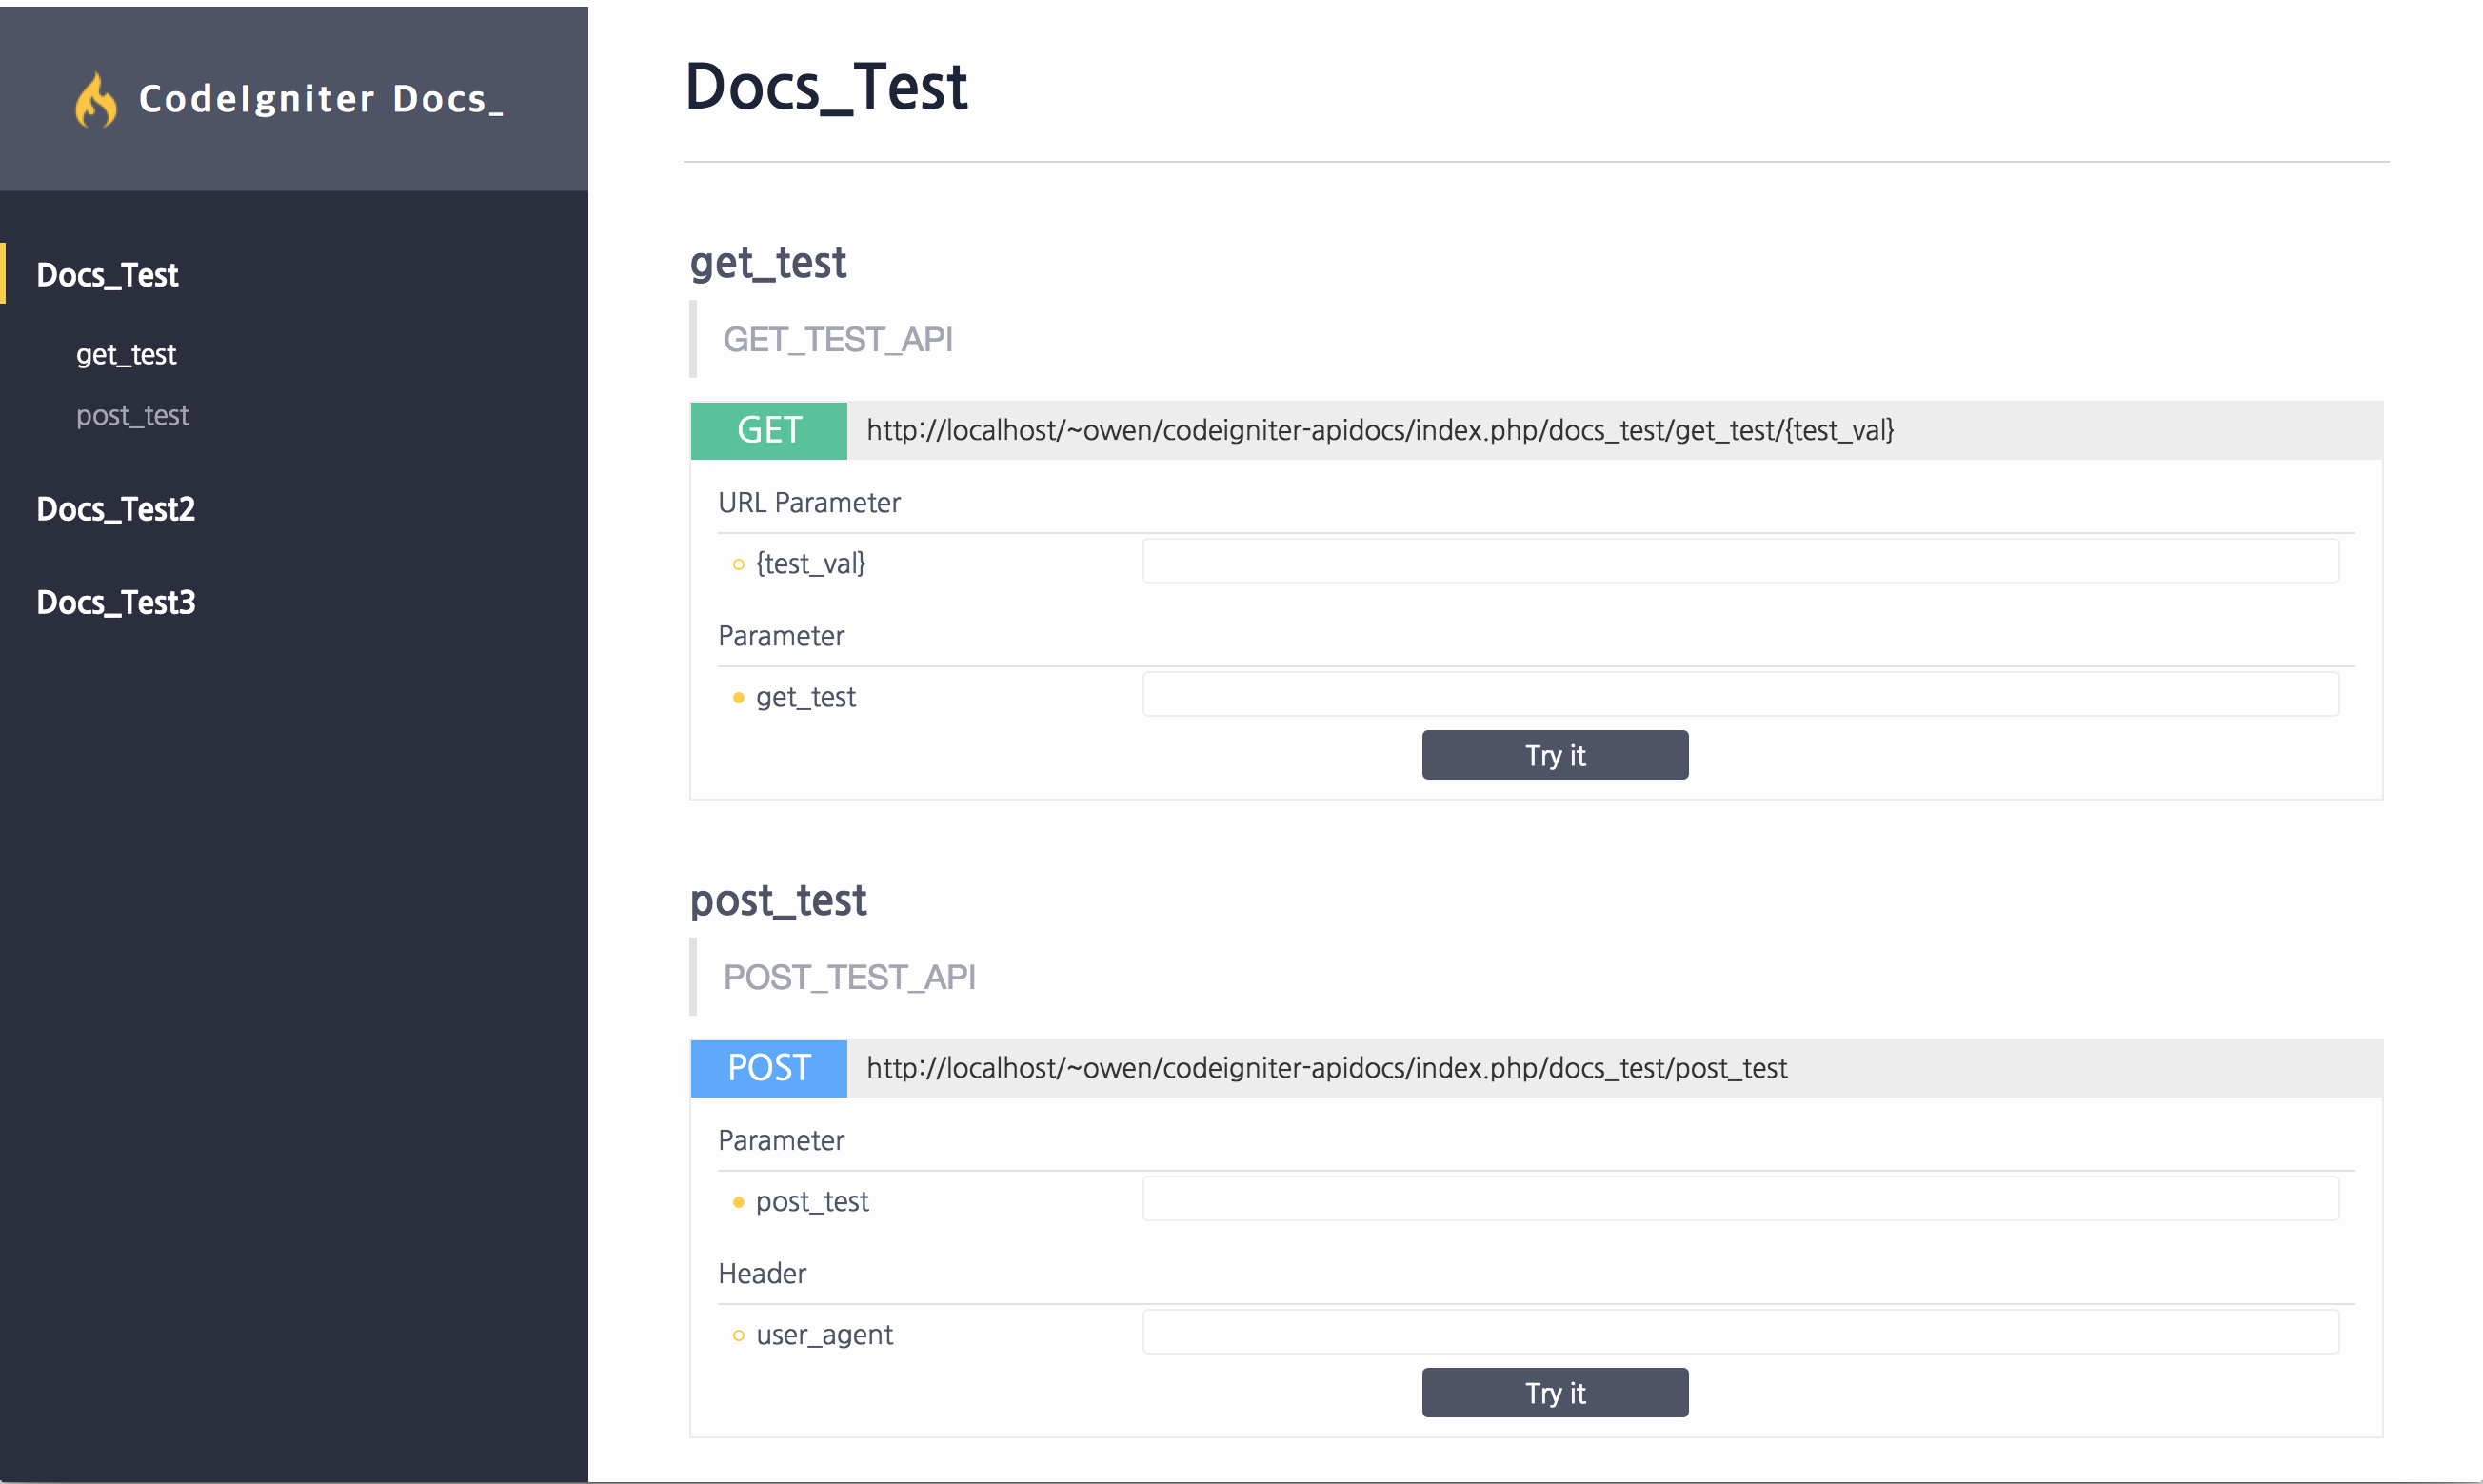 CodeIgniter Docs_
Docs_Test
get_test
post_test
Docs_Test2
Docs_Test3
Docs_Test
get_test
GET_TEST_API
GET http://localhost/~owen/codeigniter-apidocs/index.php/docs_test/get_test/{test_val}
URL Parameter
{test_val}
Parameter
get_test
Try it
post_test
POST_TEST_API
POST http://localhost/~owen/codeigniter-apidocs/index.php/docs_test/post_test
Parameter
post_test
Header
user_agent
Try it